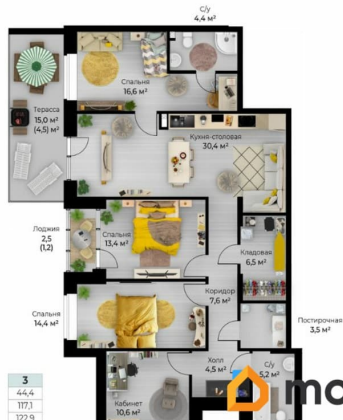 С/у
4,4 м²
Спальня
16,6 м²
Терасса
15,0 м²
(4,5) м²
Кухня-столовая
30,4 м²
Лоджия
2,5
(1,2)
Спальня
13,4 м²
Кладовая
6,5 м²
Спальня
14,4 м²
Коридор
7,6 м²
Постирочная
3,5 м²
Холл
4,5 м²
С/у
5,2 м²
Кабинет
10,6 м²
3
44,4
117,1
122,9